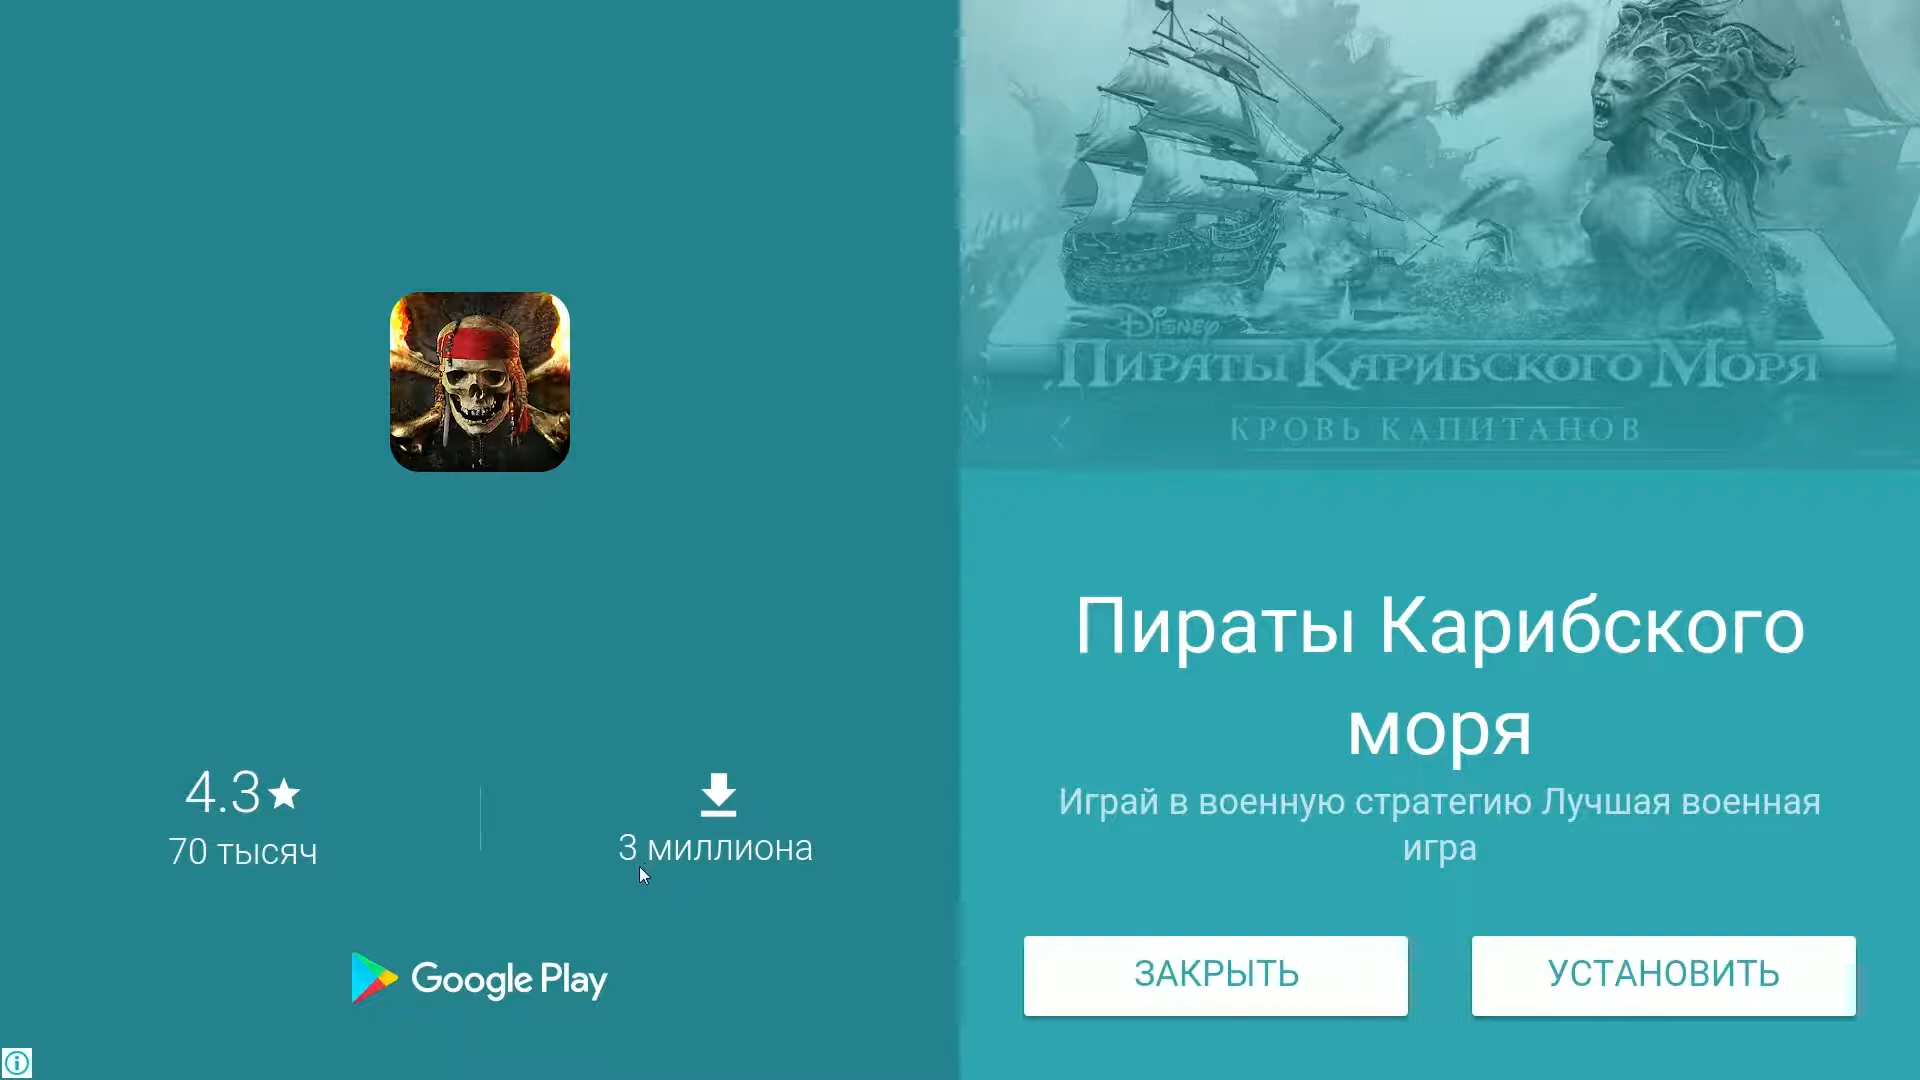 4.3★
70 тысяч
3 миллиона
Google Play
Disney
Пираты Карибского Моря
КРОВЬ КАПИТАНОВ
Пираты Карибского
моря
Играй в военную стратегию Лучшая военная
игра
ЗАКРЫТЬ
УСТАНОВИТЬ